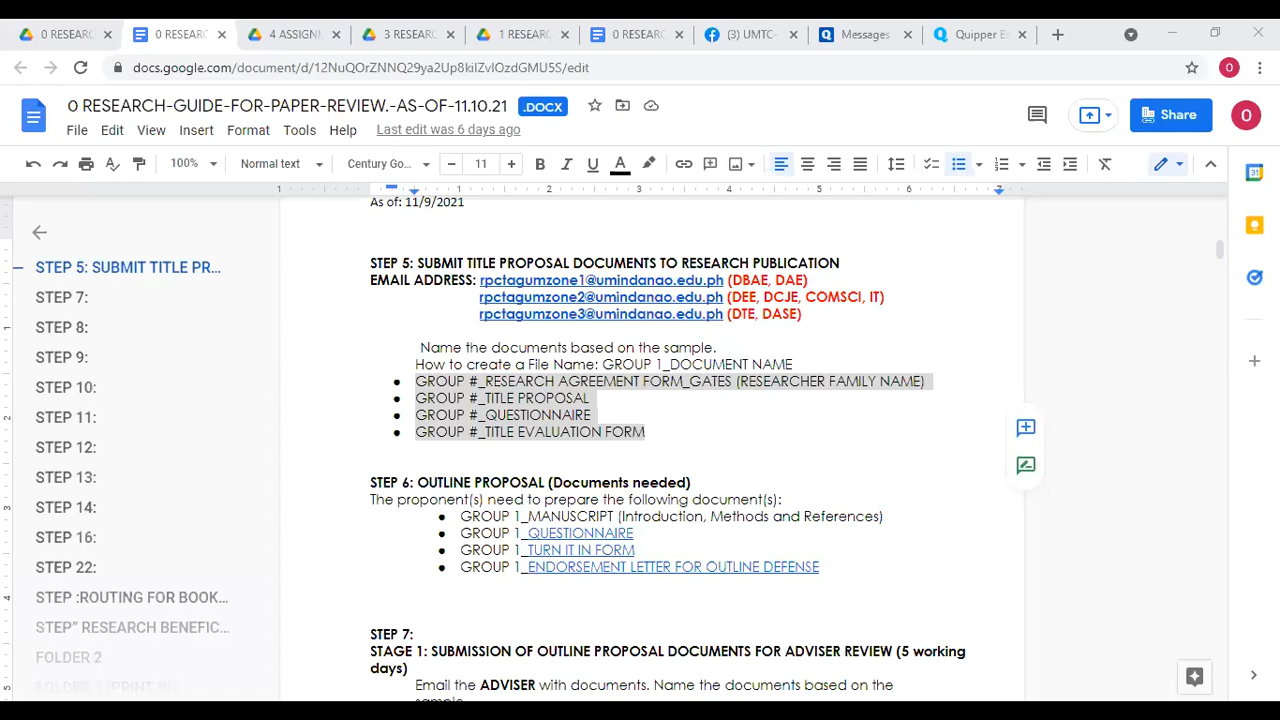 0 RESEARC
0 RESEARC
4 ASSIGNM
3 RESEARC
1 RESEARC
0 RESEARC
(3) UMTC-
Messages
Quipper E
docs.google.com/document/d/12NuQOrZNNQ29ya2Up8kiIZvlOzdGMU5S/edit
O
0 RESEARCH-GUIDE-FOR-PAPER-REVIEW.-AS-OF-11.10.21 .DOCX
File Edit View Insert Format Tools Help Last edit was 6 days ago
Share
O
100% Normal text Century Go... 11
1 1 2 3 4 5 6 7
As of: 11/9/2021
STEP 5: SUBMIT TITLE PR...
STEP 7:
STEP 8:
STEP 9:
STEP 10:
STEP 11:
STEP 12:
STEP 13:
STEP 14:
STEP 16:
STEP 22:
STEP :ROUTING FOR BOOK...
STEP” RESEARCH BENEFIC...
FOLDER 2
STEP 5: SUBMIT TITLE PROPOSAL DOCUMENTS TO RESEARCH PUBLICATION
EMAIL ADDRESS: rpctagumzone1@umindanao.edu.ph (DBAE, DAE)
rpctagumzone2@umindanao.edu.ph (DEE, DCJE, COMSCI, IT)
rpctagumzone3@umindanao.edu.ph (DTE, DASE)
Name the documents based on the sample.
How to create a File Name: GROUP 1_DOCUMENT NAME
● GROUP #_RESEARCH AGREEMENT FORM_GATES (RESEARCHER FAMILY NAME)
● GROUP #_TITLE PROPOSAL
● GROUP #_QUESTIONNAIRE
● GROUP #_TITLE EVALUATION FORM
STEP 6: OUTLINE PROPOSAL (Documents needed)
The proponent(s) need to prepare the following document(s):
● GROUP 1_MANUSCRIPT (Introduction, Methods and References)
● GROUP 1_QUESTIONNAIRE
● GROUP 1_TURN IT IN FORM
● GROUP 1_ENDORSEMENT LETTER FOR OUTLINE DEFENSE
STEP 7:
STAGE 1: SUBMISSION OF OUTLINE PROPOSAL DOCUMENTS FOR ADVISER REVIEW (5 working
days)
Email the ADVISER with documents. Name the documents based on the
sample.